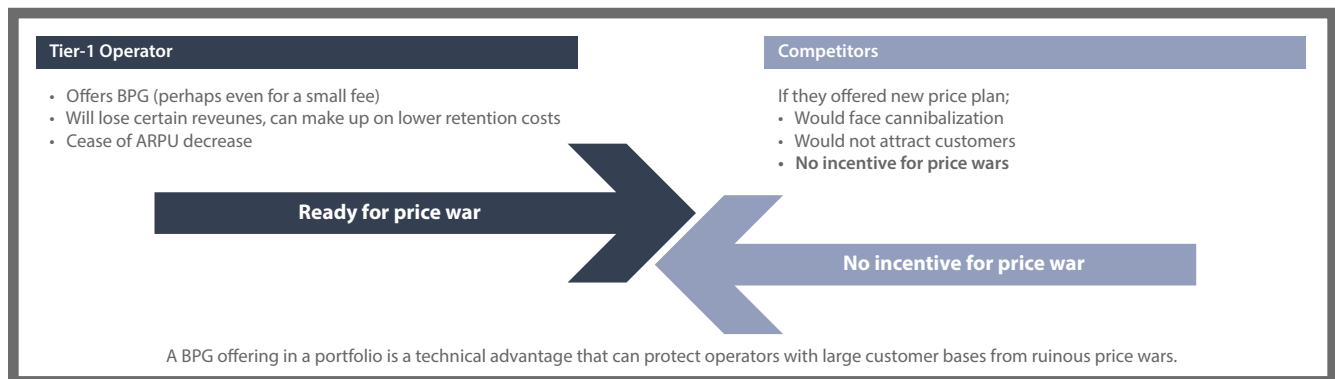 Tier-1 Operator
• Offers BPG (perhaps even for a small fee)
• Will lose certain reveunes, can make up on lower retention costs
• Cease of ARPU decrease
Competitors
If they offered new price plan;
• Would face cannibalization
• Would not attract customers
• No incentive for price wars
Ready for price war
No incentive for price war
A BPG offering in a portfolio is a technical advantage that can protect operators with large customer bases from ruinous price wars.